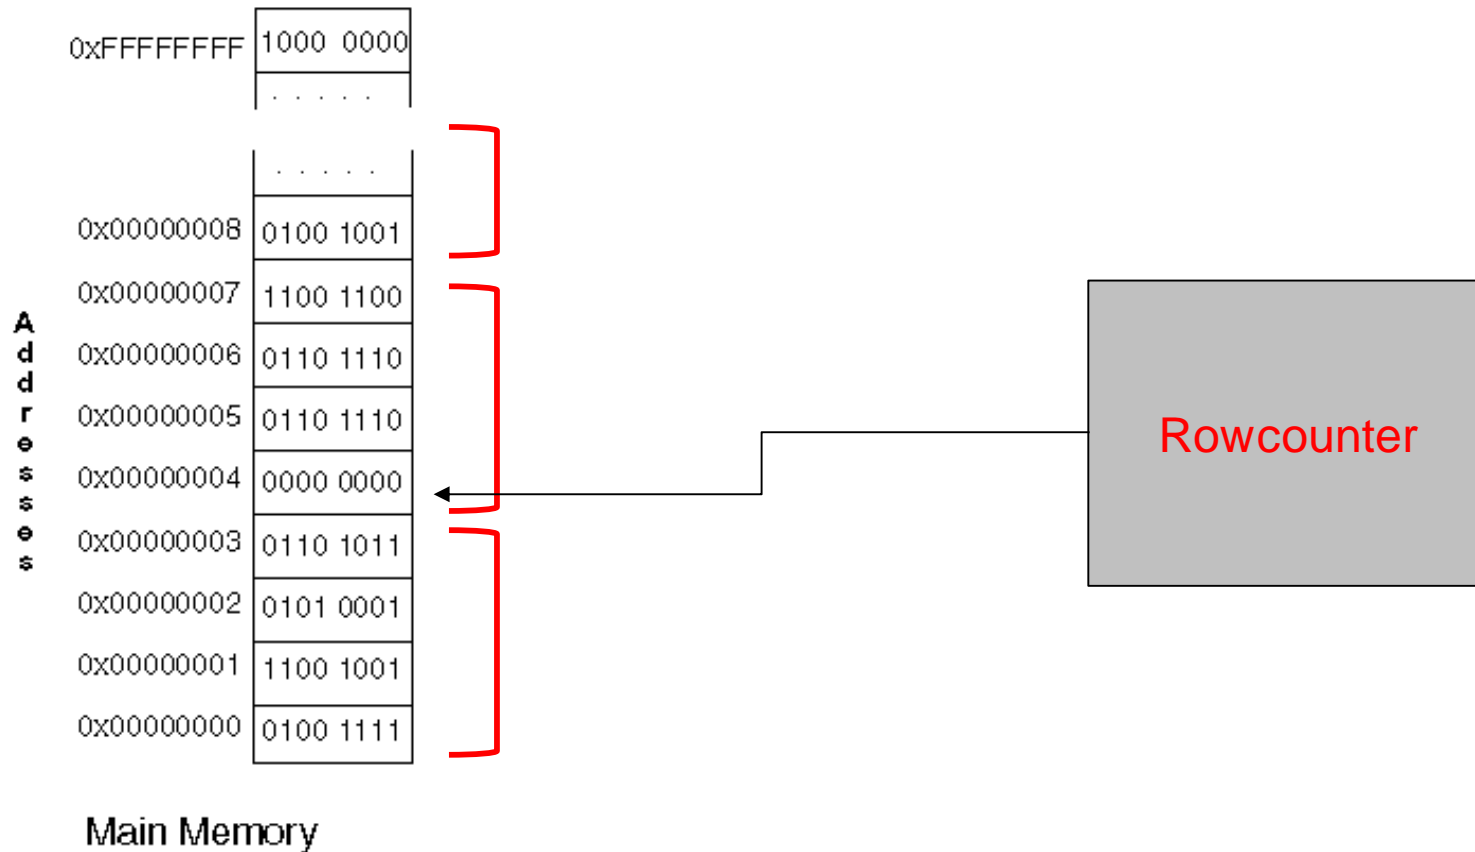 0xFFFFFFFF 1000 0000
. . . . .
. . . . .
0x00000008 0100 1001
0x00000007 1100 1100
0x00000006 0110 1110
0x00000005 0110 1110
0x00000004 0000 0000
0x00000003 0110 1011
0x00000002 0101 0001
0x00000001 1100 1001
0x00000000 0100 1111
Addresses
Main Memory
Rowcounter